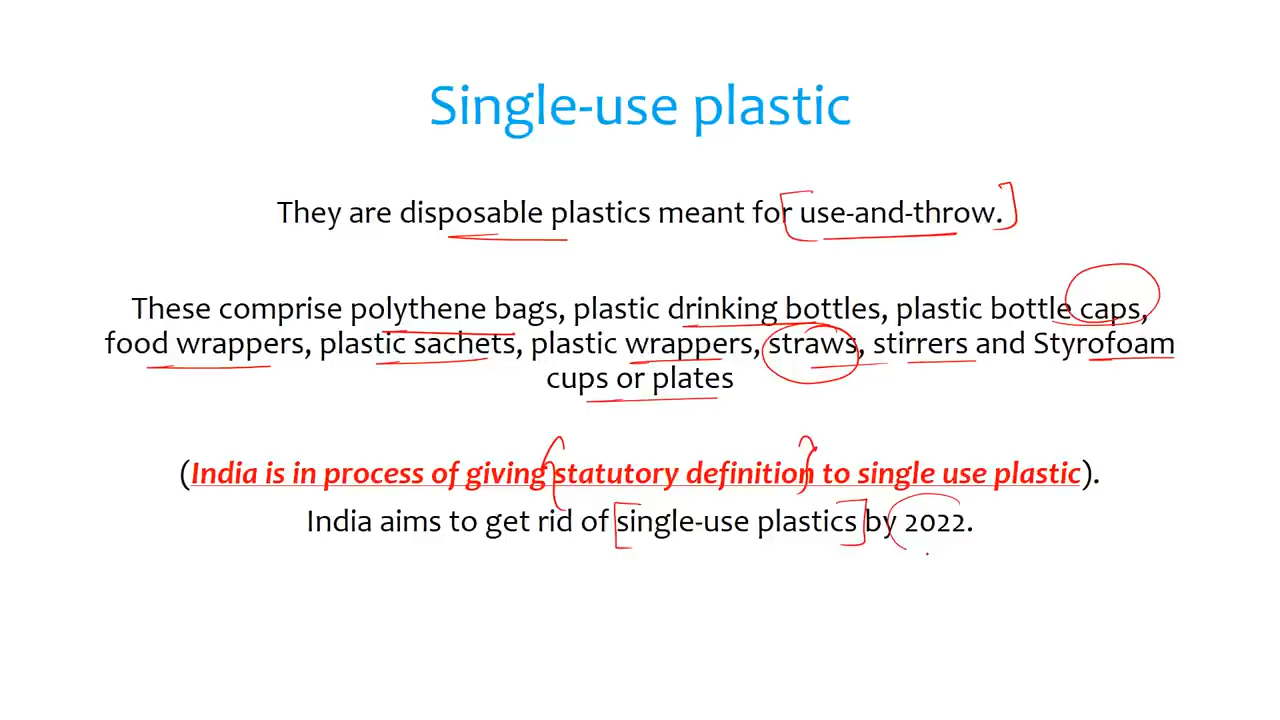 Single-use plastic
They are disposable plastics meant for use-and-throw.
These comprise polythene bags, plastic drinking bottles, plastic bottle caps,
food wrappers, plastic sachets, plastic wrappers, straws, stirrers and Styrofoam
cups or plates
(India is in process of giving statutory definition to single use plastic).
India aims to get rid of single-use plastics by 2022.